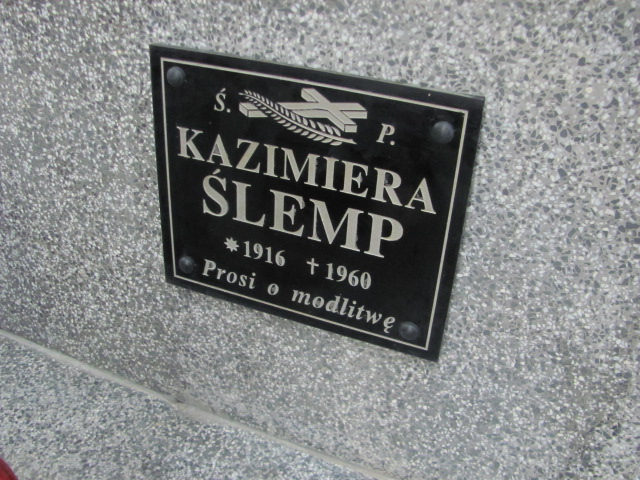 Ś. P.
KAZIMIERA
ŚLEMP
*1916 †1960
Prosi o modlitwę